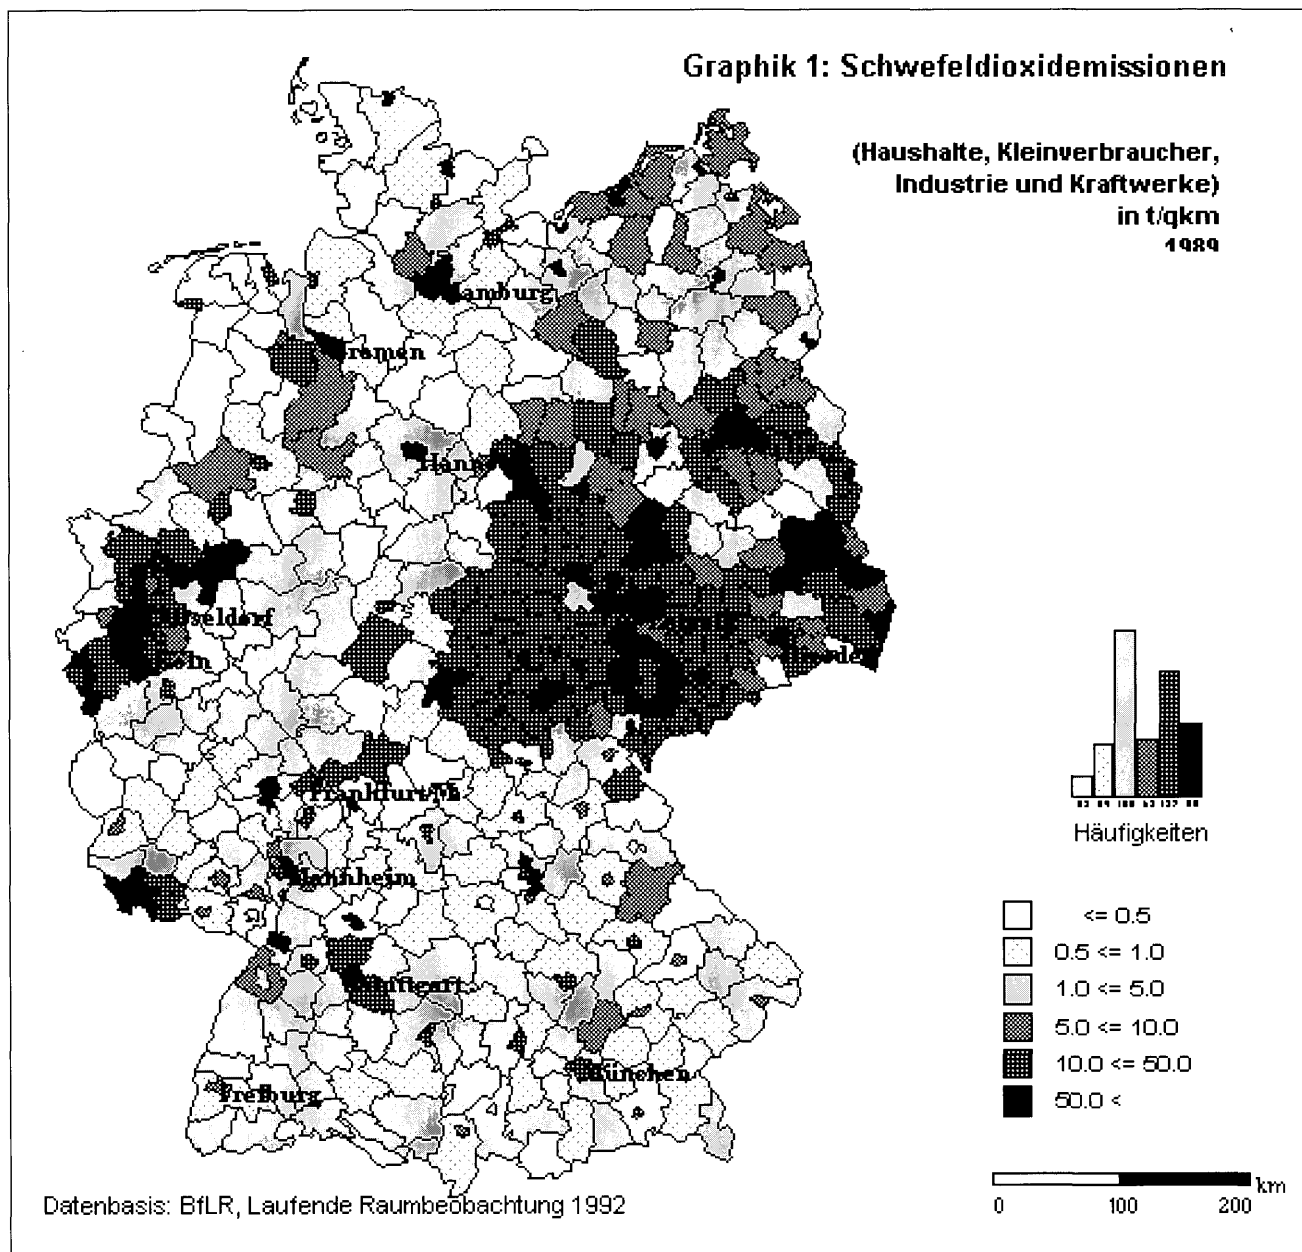 Graphik 1: Schwefeldioxidemissionen
(Haushalte, Kleinverbraucher,
Industrie und Kraftwerke)
in t/qkm
1989
Hamburg
Bremen
Hann
Düsseldorf
Köln
Frankfurt/M
Mannheim
Stuttgart
München
Freiburg
Häufigkeiten
<= 0.5
0.5 <= 1.0
1.0 <= 5.0
5.0 <= 10.0
10.0 <= 50.0
50.0 <
0 100 200 km
Datenbasis: BfLR, Laufende Raumbeobachtung 1992